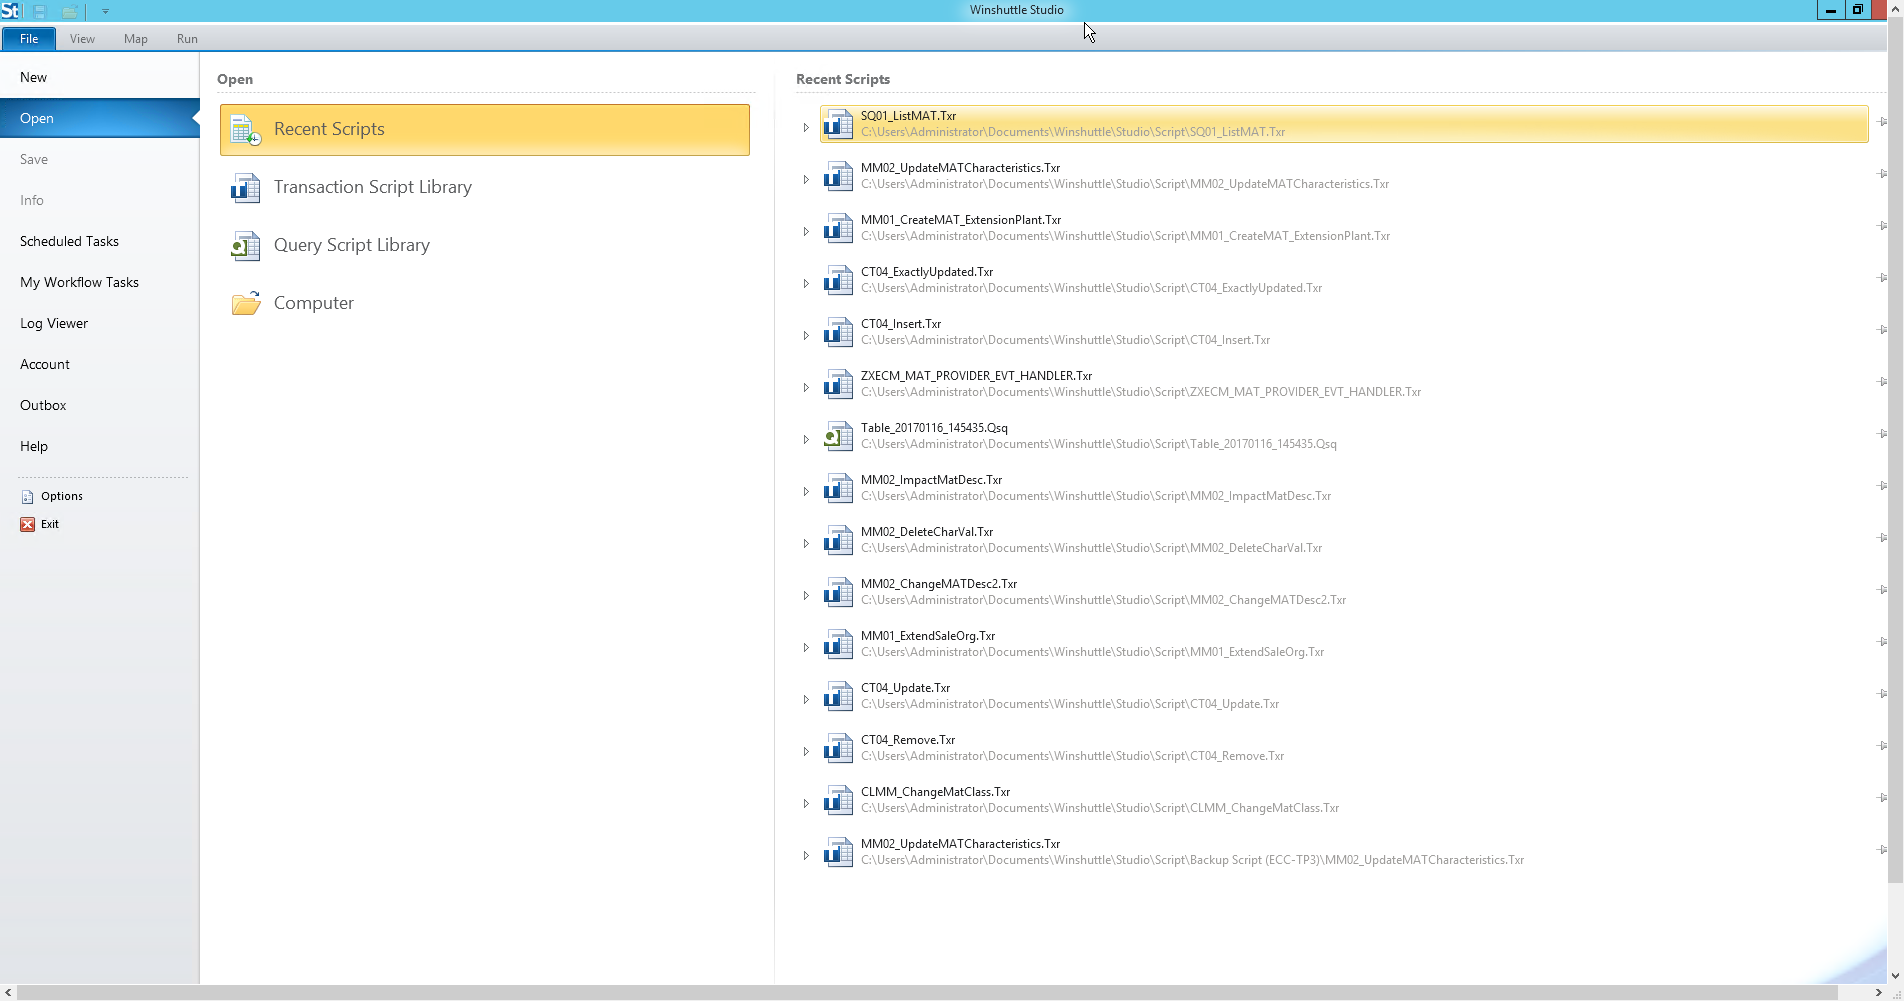 St
Winshuttle Studio
File View Map Run
New
Open
Save
Info
Scheduled Tasks
My Workflow Tasks
Log Viewer
Account
Outbox
Help
Options
Exit
Open
Recent Scripts
Transaction Script Library
Query Script Library
Computer
Recent Scripts
SQ01_ListMAT.Txr
C:\Users\Administrator\Documents\Winshuttle\Studio\Script\SQ01_ListMAT.Txr
MM02_UpdateMATCharacteristics.Txr
C:\Users\Administrator\Documents\Winshuttle\Studio\Script\MM02_UpdateMATCharacteristics.Txr
MM01_CreateMAT_ExtensionPlant.Txr
C:\Users\Administrator\Documents\Winshuttle\Studio\Script\MM01_CreateMAT_ExtensionPlant.Txr
CT04_ExactlyUpdated.Txr
C:\Users\Administrator\Documents\Winshuttle\Studio\Script\CT04_ExactlyUpdated.Txr
CT04_Insert.Txr
C:\Users\Administrator\Documents\Winshuttle\Studio\Script\CT04_Insert.Txr
ZXECM_MAT_PROVIDER_EVT_HANDLER.Txr
C:\Users\Administrator\Documents\Winshuttle\Studio\Script\ZXECM_MAT_PROVIDER_EVT_HANDLER.Txr
Table_20170116_145435.Qsq
C:\Users\Administrator\Documents\Winshuttle\Studio\Script\Table_20170116_145435.Qsq
MM02_ImpactMatDesc.Txr
C:\Users\Administrator\Documents\Winshuttle\Studio\Script\MM02_ImpactMatDesc.Txr
MM02_DeleteCharVal.Txr
C:\Users\Administrator\Documents\Winshuttle\Studio\Script\MM02_DeleteCharVal.Txr
MM02_ChangeMATDesc2.Txr
C:\Users\Administrator\Documents\Winshuttle\Studio\Script\MM02_ChangeMATDesc2.Txr
MM01_ExtendSaleOrg.Txr
C:\Users\Administrator\Documents\Winshuttle\Studio\Script\MM01_ExtendSaleOrg.Txr
CT04_Update.Txr
C:\Users\Administrator\Documents\Winshuttle\Studio\Script\CT04_Update.Txr
CT04_Remove.Txr
C:\Users\Administrator\Documents\Winshuttle\Studio\Script\CT04_Remove.Txr
CLMM_ChangeMatClass.Txr
C:\Users\Administrator\Documents\Winshuttle\Studio\Script\CLMM_ChangeMatClass.Txr
MM02_UpdateMATCharacteristics.Txr
C:\Users\Administrator\Documents\Winshuttle\Studio\Script\Backup Script (ECC-TP3)\MM02_UpdateMATCharacteristics.Txr